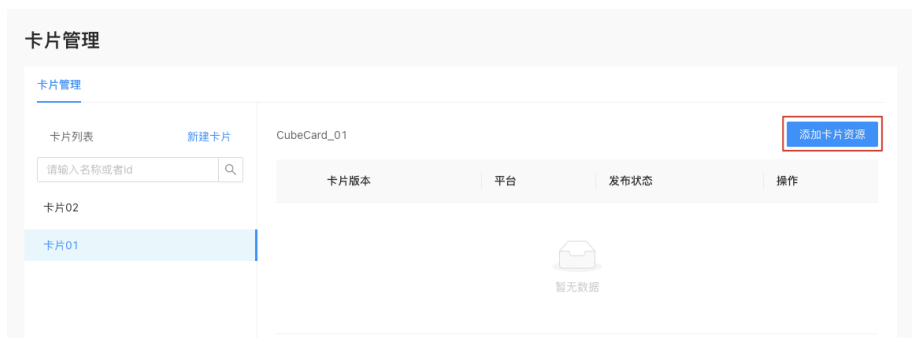 卡片管理
卡片管理
卡片列表 新建卡片
请输入名称或者id
卡片02
卡片01
CubeCard_01 添加卡片资源
卡片版本 平台 发布状态 操作
暂无数据